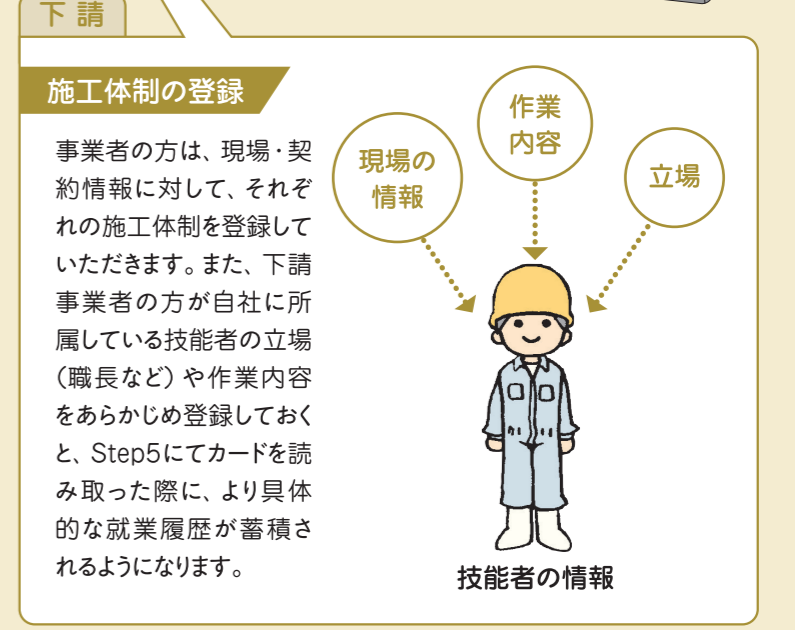 下請
施工体制の登録
事業者の方は、現場・契
約情報に対して、それぞ
れの施工体制を登録して
いただきます。また、下請
事業者の方が自社に所
属している技能者の立場
(職長など)や作業内容
をあらかじめ登録しておく
と、Step5にてカードを読
み取った際に、より具体
的な就業履歴が蓄積さ
れるようになります。
現場の
情報
作業
内容
立場
技能者の情報